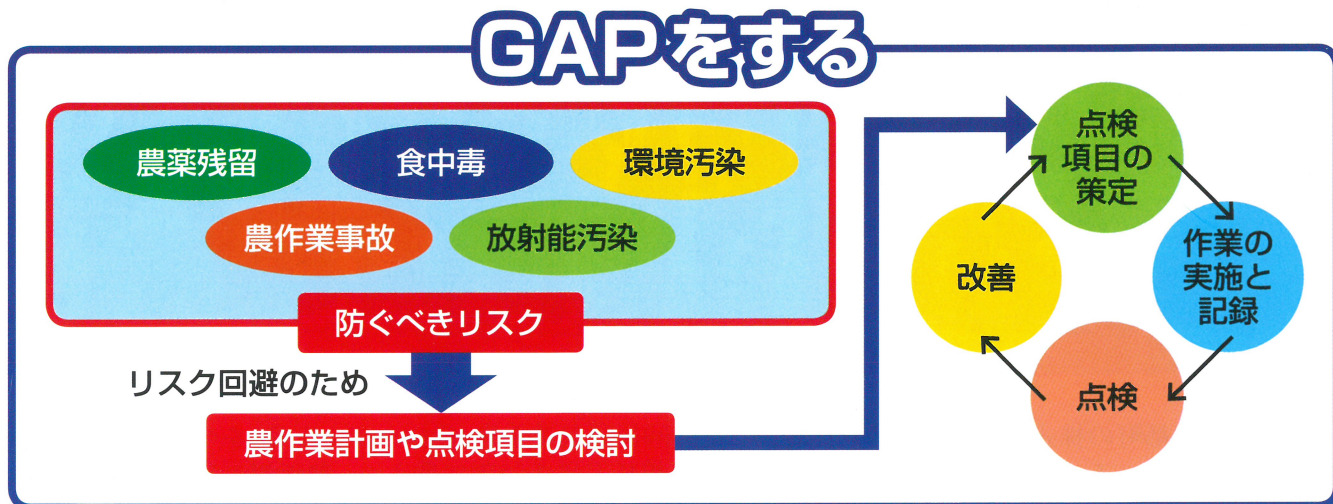 GAPをする
農薬残留
食中毒
環境汚染
農作業事故
放射能汚染
防ぐべきリスク
リスク回避のため
農作業計画や点検項目の検討
点検
項目の
策定
作業の
実施と
記録
点検
改善